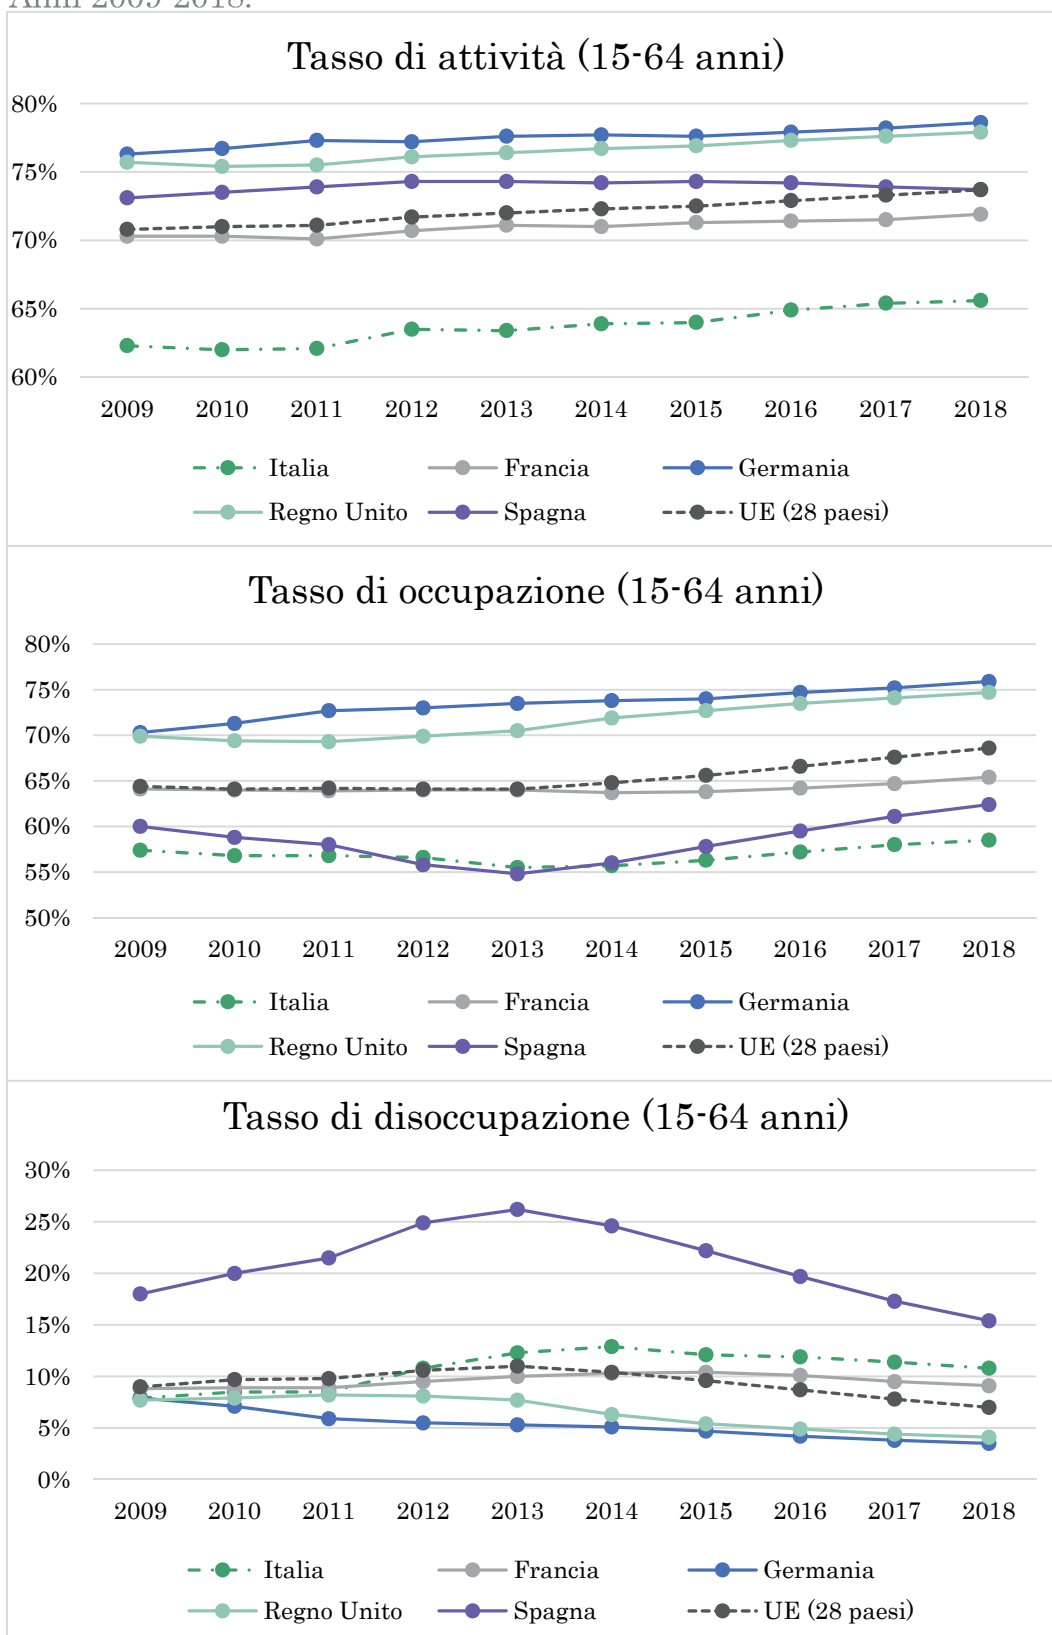 Anni 2009-2018.
Tasso di attività (15-64 anni)
80%
75%
70%
65%
60%
2009 2010 2011 2012 2013 2014 2015 2016 2017 2018
Italia Francia Germania
Regno Unito Spagna UE (28 paesi)
Tasso di occupazione (15-64 anni)
80%
75%
70%
65%
60%
55%
50%
2009 2010 2011 2012 2013 2014 2015 2016 2017 2018
Italia Francia Germania
Regno Unito Spagna UE (28 paesi)
Tasso di disoccupazione (15-64 anni)
30%
25%
20%
15%
10%
5%
0%
2009 2010 2011 2012 2013 2014 2015 2016 2017 2018
Italia Francia Germania
Regno Unito Spagna UE (28 paesi)